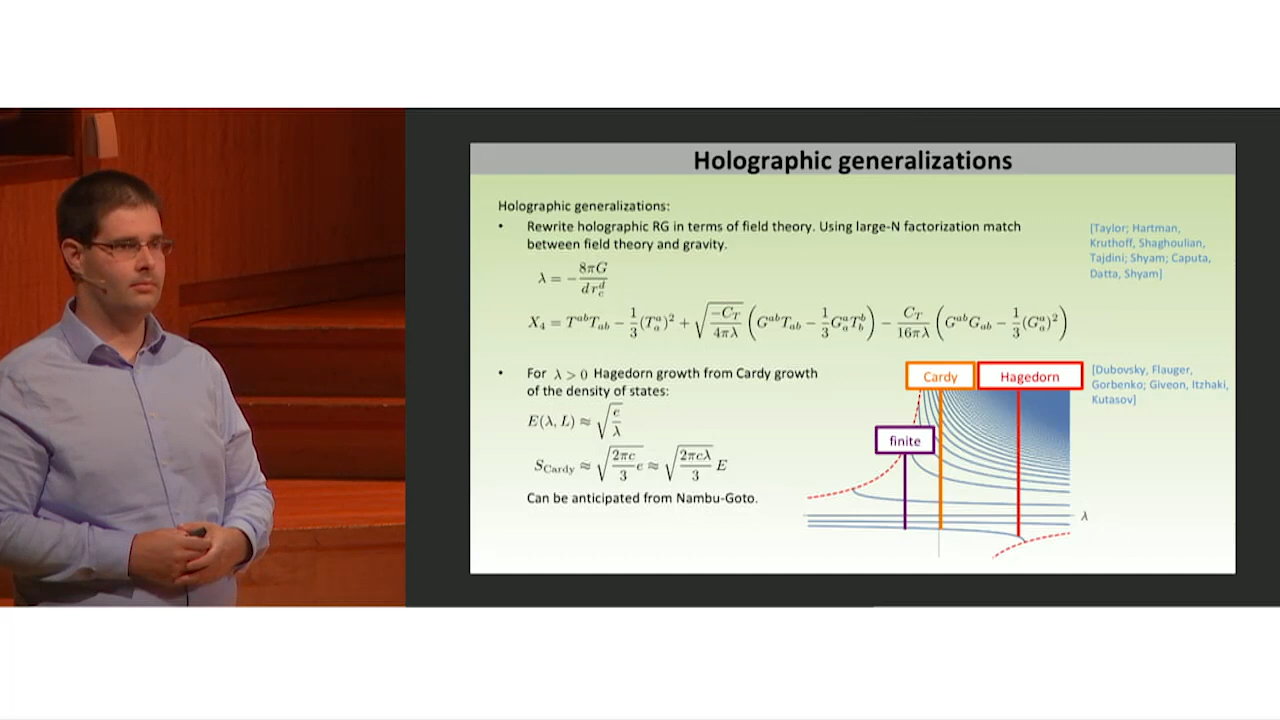 Holographic generalizations
Holographic generalizations:
• Rewrite holographic RG in terms of field theory. Using large-N factorization match
between field theory and gravity.
[Taylor; Hartman,
Kruthoff, Shaghoulian,
Tajdini; Shyam; Caputa,
Datta, Shyam]
λ = − 8πG / d r_c^d
X_4 = T^{ab}T_{ab} − 1/3 (T^a_a)^2 + √(−C_T / 4πλ) (G^{ab}T_{ab} − 1/3 G^a_a T^b_b) − C_T / 16πλ (G^{ab}G_{ab} − 1/3 (G^a_a)^2)
• For λ > 0 Hagedorn growth from Cardy growth
of the density of states:
E(λ, L) ≈ √(e/λ)
S_Cardy ≈ √(2πc/3 e) ≈ √(2πcλ/3) E
Can be anticipated from Nambu-Goto.
Cardy
Hagedorn
finite
λ
[Dubovsky, Flauger,
Gorbenko; Giveon, Itzhaki,
Kutasov]